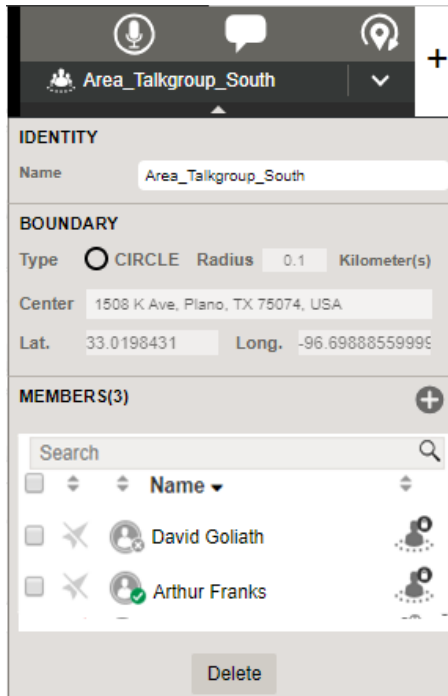 Area_Talkgroup_South
+
IDENTITY
Name Area_Talkgroup_South
BOUNDARY
Type CIRCLE Radius 0.1 Kilometer(s)
Center 1508 K Ave, Plano, TX 75074, USA
Lat. 33.0198431 Long. -96.69888559999
MEMBERS(3)
Search
Name
David Goliath
Arthur Franks
Delete